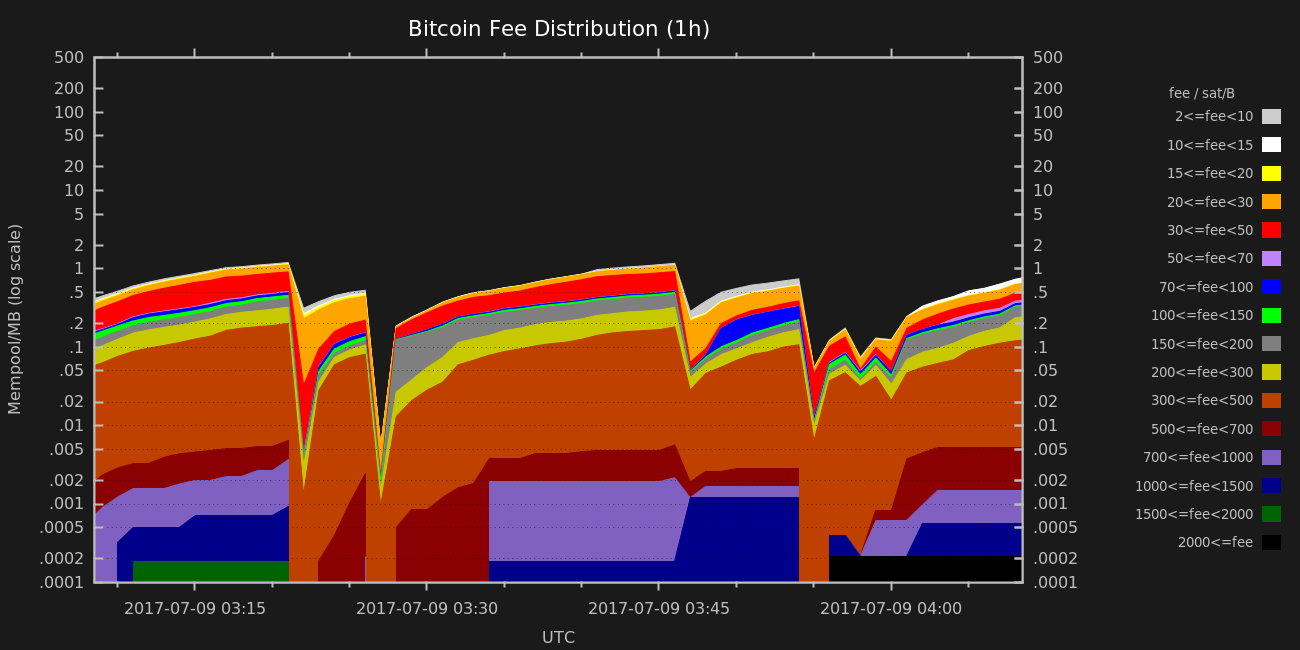 Bitcoin Fee Distribution (1h)
Mempool/MB (log scale)
500
200
100
50
20
10
5
2
1
.5
.2
.1
.05
.02
.01
.005
.002
.001
.0005
.0002
.0001
500
200
100
50
20
10
5
2
1
.5
.2
.1
.05
.02
.01
.005
.002
.001
.0005
.0002
.0001
2017-07-09 03:15
2017-07-09 03:30
2017-07-09 03:45
2017-07-09 04:00
UTC
fee / sat/B
2<=fee<10
10<=fee<15
15<=fee<20
20<=fee<30
30<=fee<50
50<=fee<70
70<=fee<100
100<=fee<150
150<=fee<200
200<=fee<300
300<=fee<500
500<=fee<700
700<=fee<1000
1000<=fee<1500
1500<=fee<2000
2000<=fee